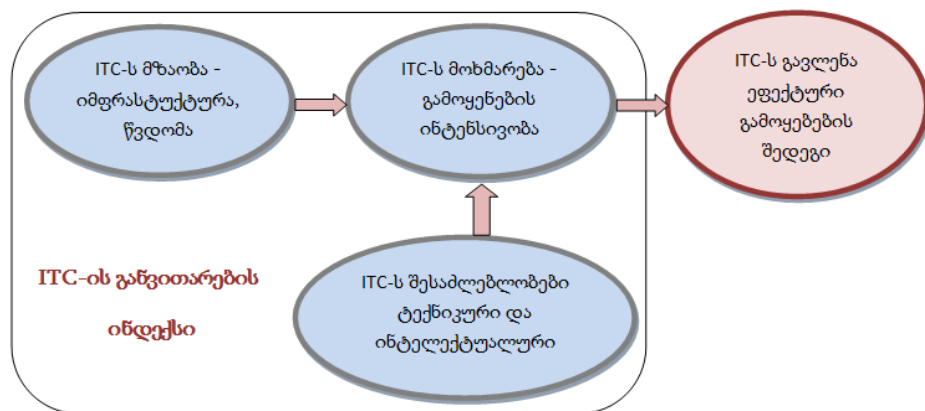 ITC-ს მზაობა -
იმფრასტუქტურა,
წვდომა
ITC-ს მოხმარება -
გამოყენების
ინტენსივობა
ITC-ს გავლენა
ეფექტური
გამოყებების
შედეგი
ITC-ის განვითარების
ინდექსი
ITC-ს შესაძლებლობები
ტექნიკური და
ინტელექტუალური